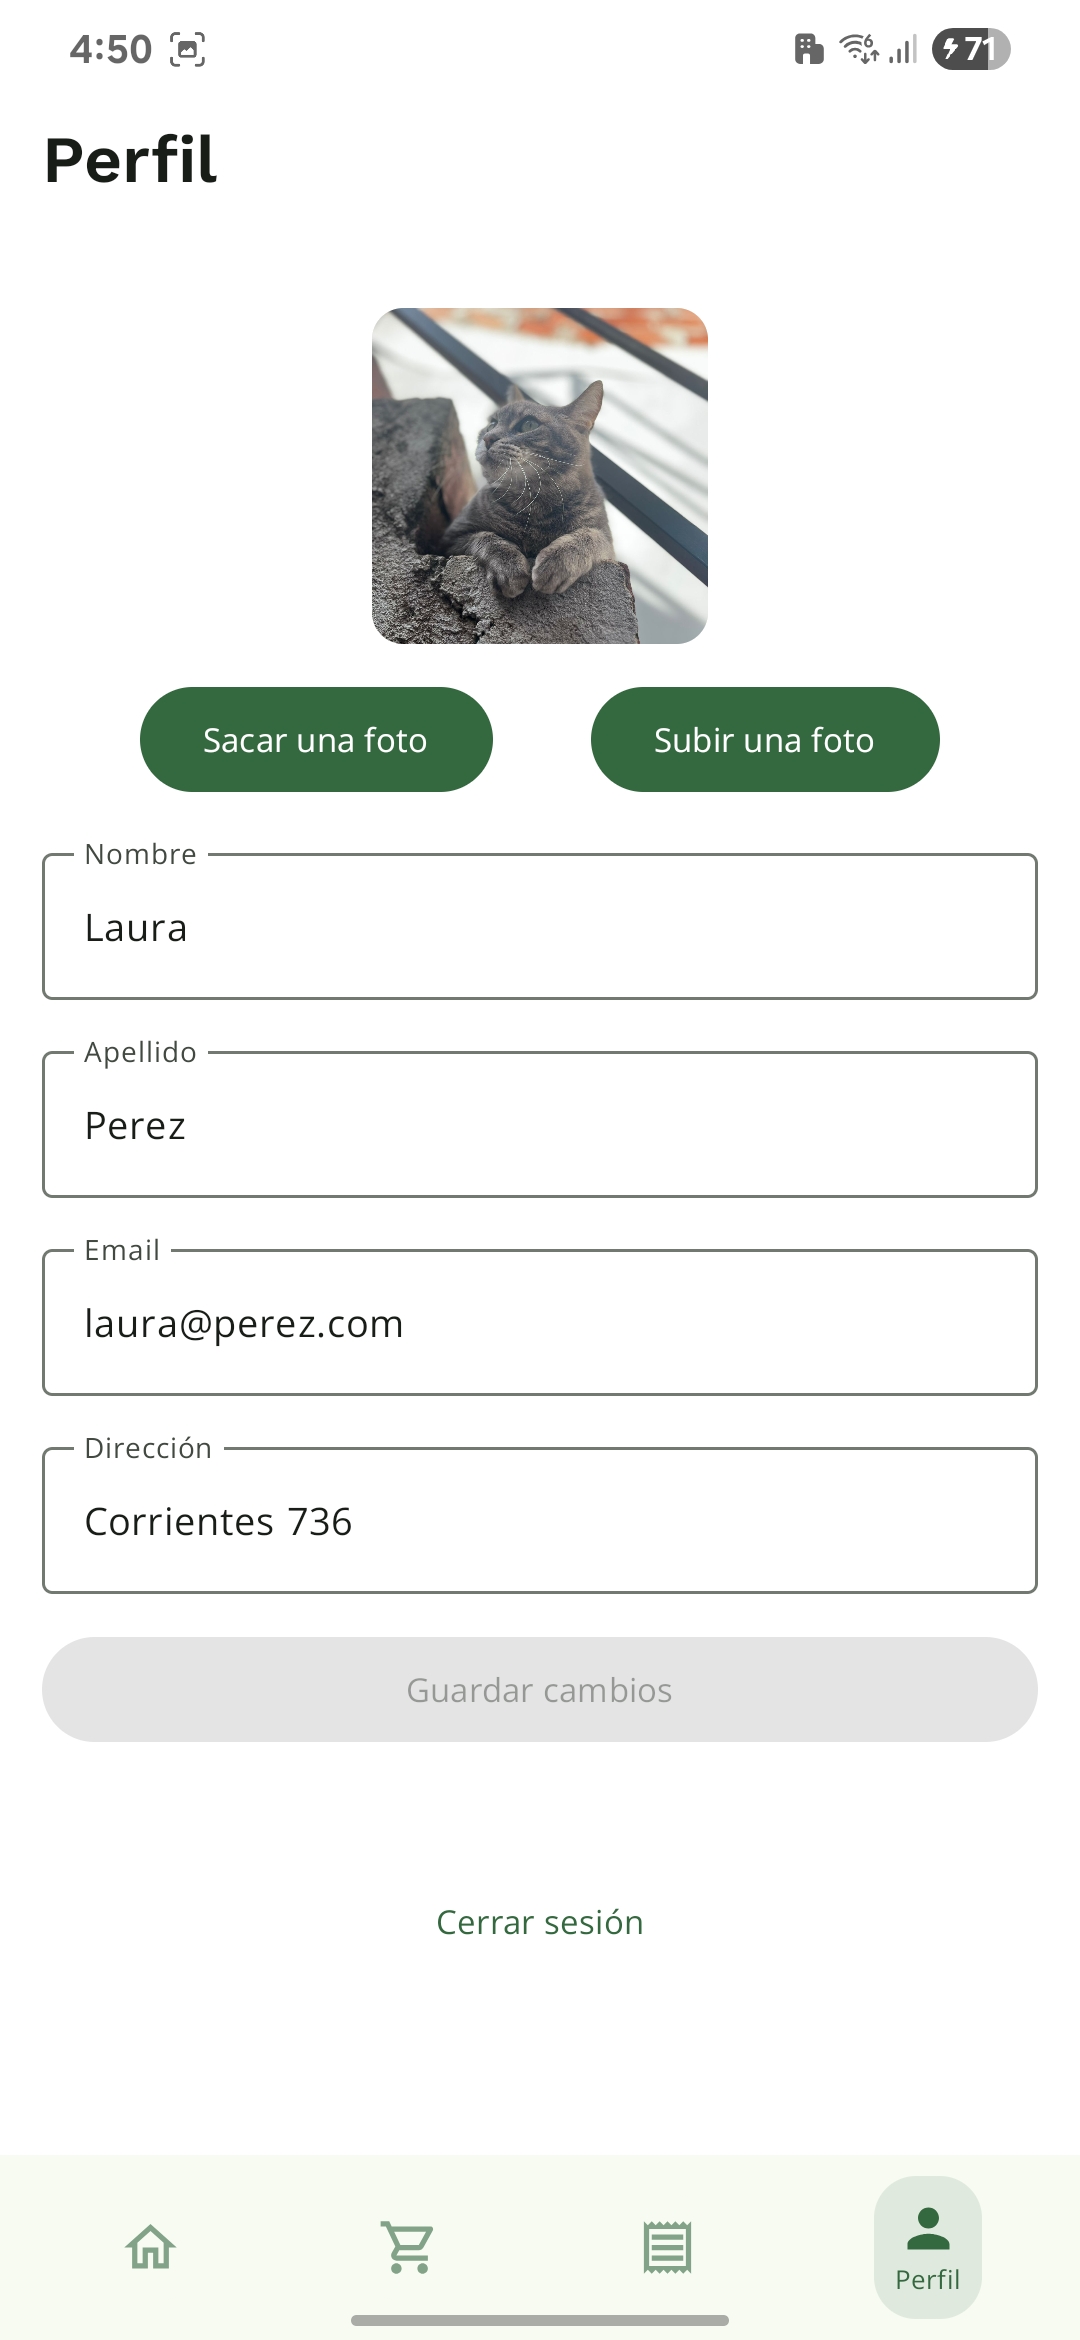 4:50
6
71
Perfil
Sacar una foto
Subir una foto
Nombre
Laura
Apellido
Perez
Email
laura@perez.com
Dirección
Corrientes 736
Guardar cambios
Cerrar sesión
Perfil